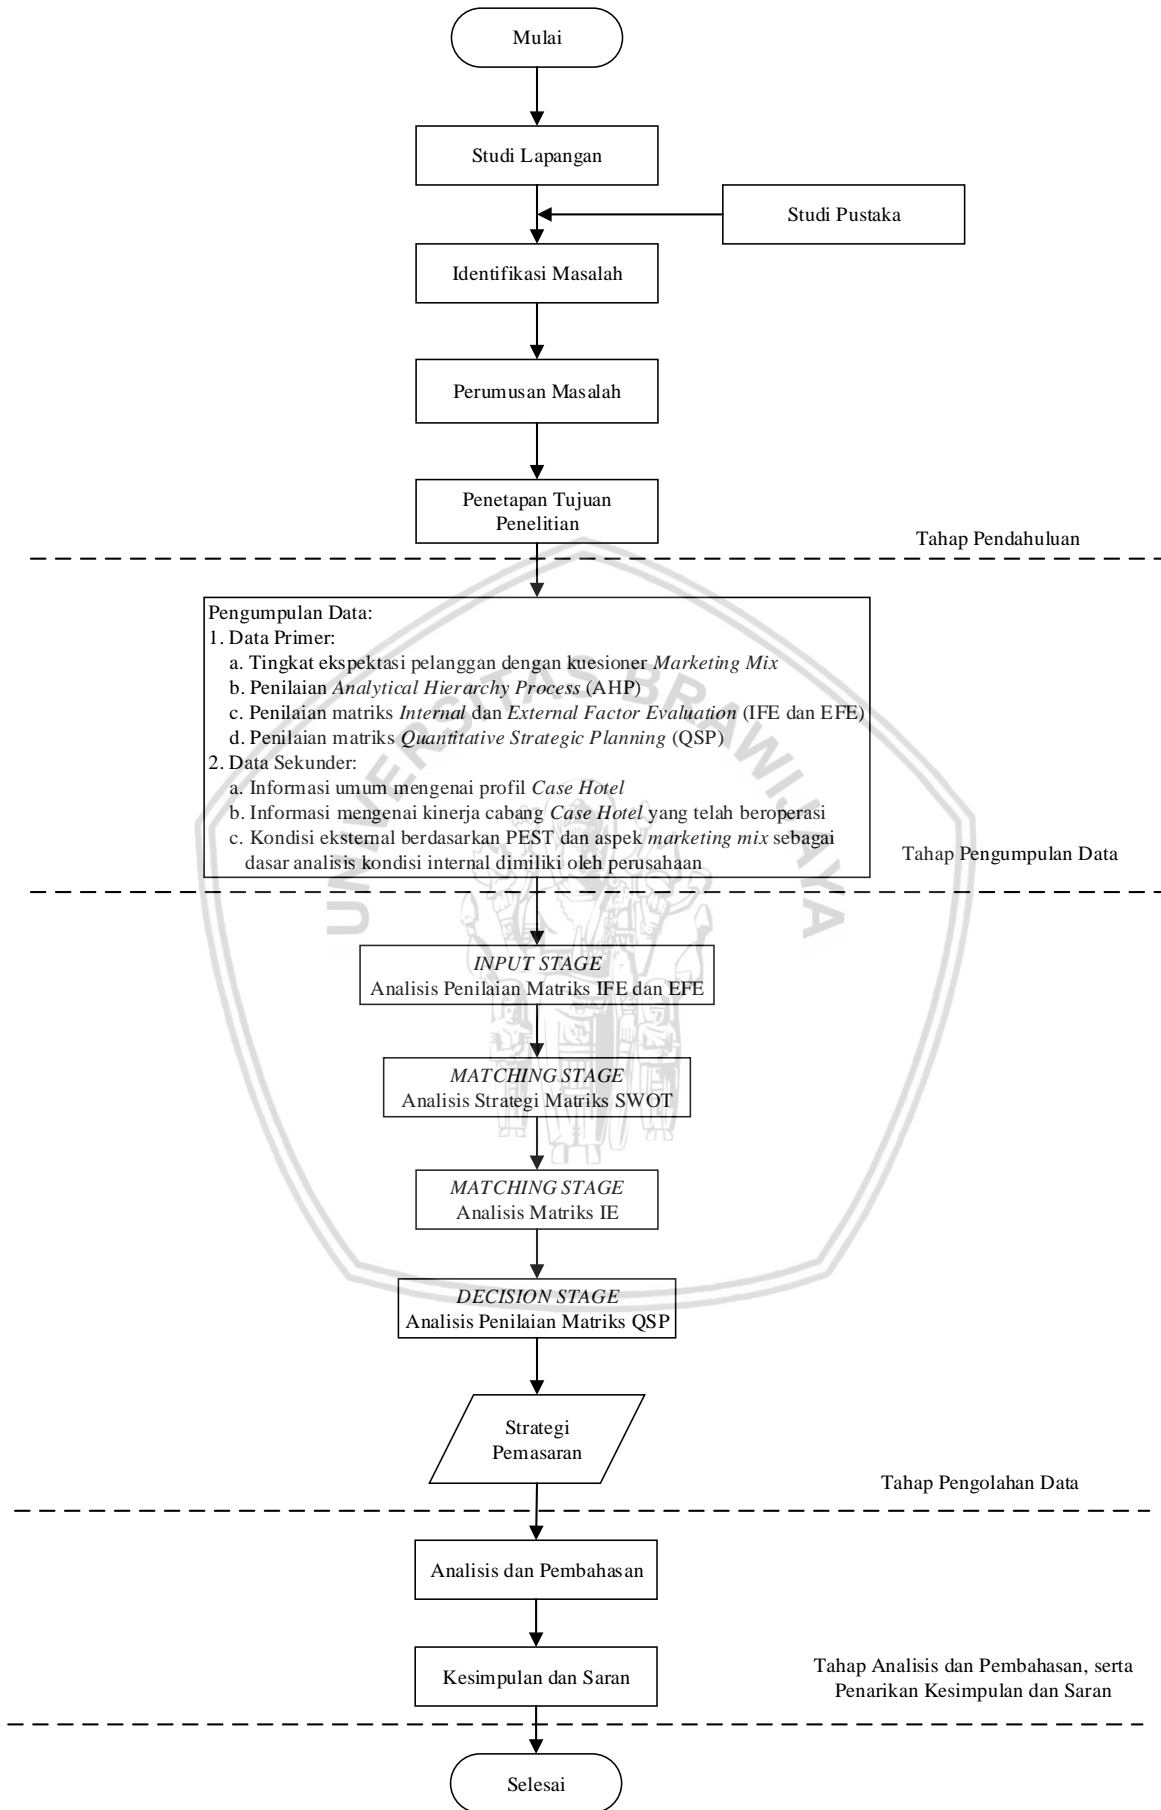 Mulai
Studi Lapangan
Studi Pustaka
Identifikasi Masalah
Perumusan Masalah
Penetapan Tujuan
Penelitian
Tahap Pendahuluan
Pengumpulan Data:
1. Data Primer:
a. Tingkat ekspektasi pelanggan dengan kuesioner Marketing Mix
b. Penilaian Analytical Hierarchy Process (AHP)
c. Penilaian matriks Internal dan External Factor Evaluation (IFE dan EFE)
d. Penilaian matriks Quantitative Strategic Planning (QSP)
2. Data Sekunder:
a. Informasi umum mengenai profil Case Hotel
b. Informasi mengenai kinerja cabang Case Hotel yang telah beroperasi
c. Kondisi eksternal berdasarkan PEST dan aspek marketing mix sebagai
dasar analisis kondisi internal dimiliki oleh perusahaan
Tahap Pengumpulan Data
UNIVERSITAS BRAWIJAYA
INPUT STAGE
Analisis Penilaian Matriks IFE dan EFE
MATCHING STAGE
Analisis Strategi Matriks SWOT
MATCHING STAGE
Analisis Matriks IE
DECISION STAGE
Analisis Penilaian Matriks QSP
Strategi
Pemasaran
Tahap Pengolahan Data
Analisis dan Pembahasan
Kesimpulan dan Saran
Tahap Analisis dan Pembahasan, serta
Penarikan Kesimpulan dan Saran
Selesai